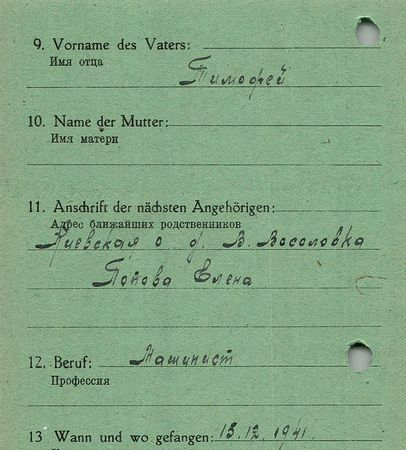 9. Vorname des Vaters:
Имя отца
Тимофей
10. Name der Mutter:
Имя матери
11. Anschrift der nächsten Angehörigen:
Адрес ближайших родственников
Киевская о д. В. Восоловка
Попова Елена
12. Beruf: Машинист
Профессия
13 Wann und wo gefangen: 13.12.1941.